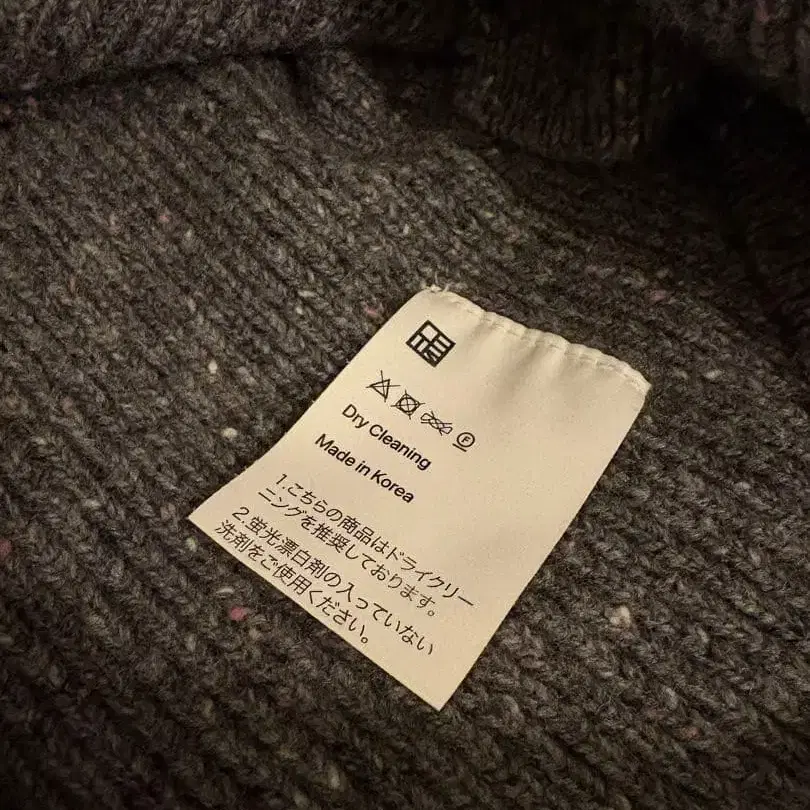 Dry Cleaning
Made in Korea
1.こちらの商品はドライクリー
ニングを推奨しております。
2.蛍光漂白剤の入っていない
洗剤をご使用ください。